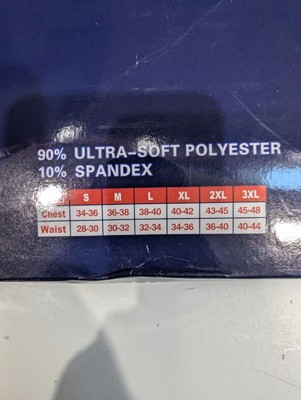 90% ULTRA-SOFT POLYESTER
10% SPANDEX
S M L XL 2XL 3XL
Chest 34-36 36-38 38-40 40-42 43-45 45-48
Waist 28-30 30-32 32-34 34-36 36-40 40-44